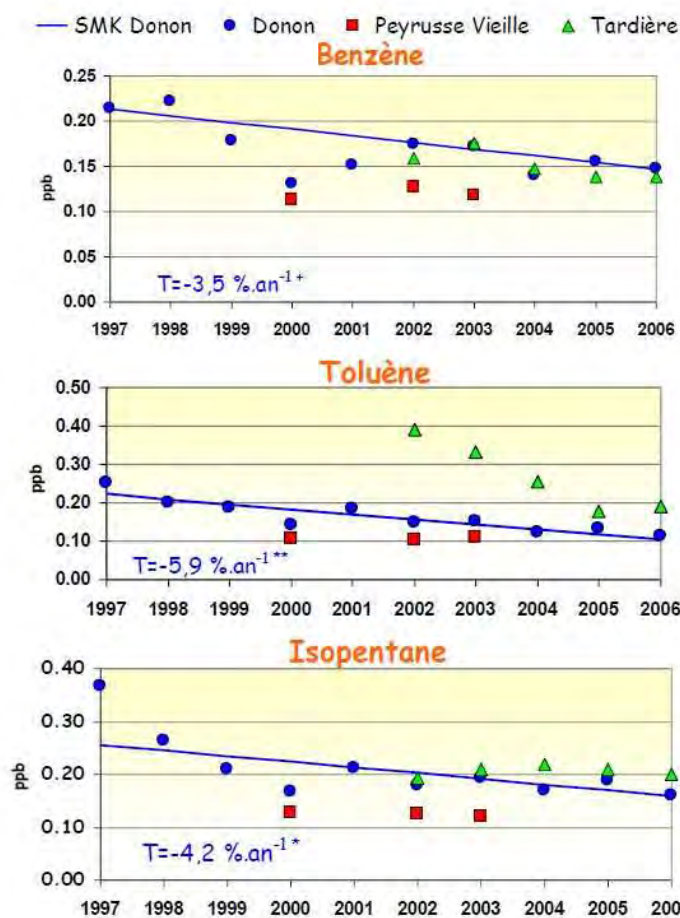 SMK Donon Donon Peyrusse Vieille Tardière
Benzène
0.25
0.20
0.15
0.10
0.05
0.00
ppb
T=-3,5 %.an-1 +
1997 1998 1999 2000 2001 2002 2003 2004 2005 2006
Toluène
0.50
0.40
0.30
0.20
0.10
0.00
ppb
T=-5,9 %.an-1 **
1997 1998 1999 2000 2001 2002 2003 2004 2005 2006
Isopentane
0.40
0.30
0.20
0.10
0.00
ppb
T=-4,2 %.an-1 *
1997 1998 1999 2000 2001 2002 2003 2004 2005 200